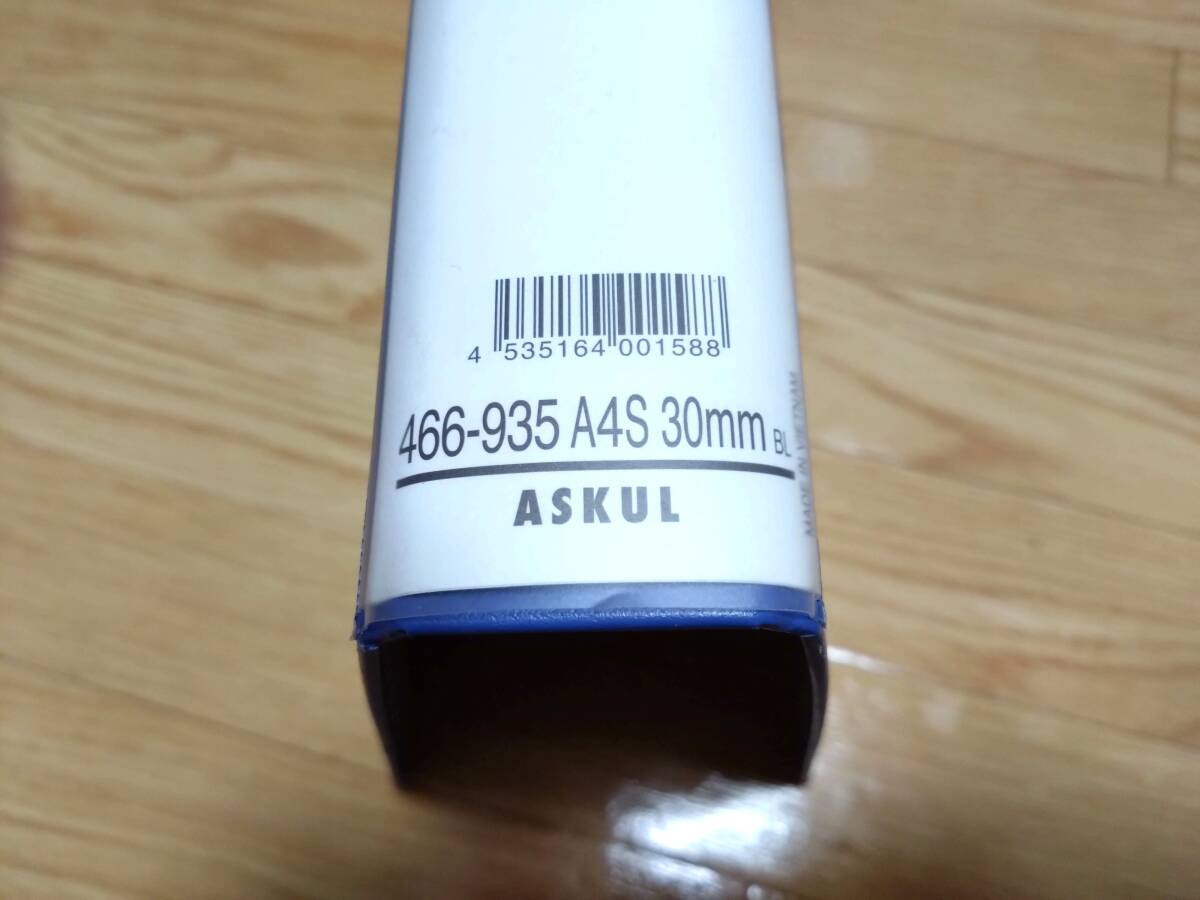 4 535164 001588
466-935 A4S 30mm BL
ASKUL
MADE IN VIETNAM